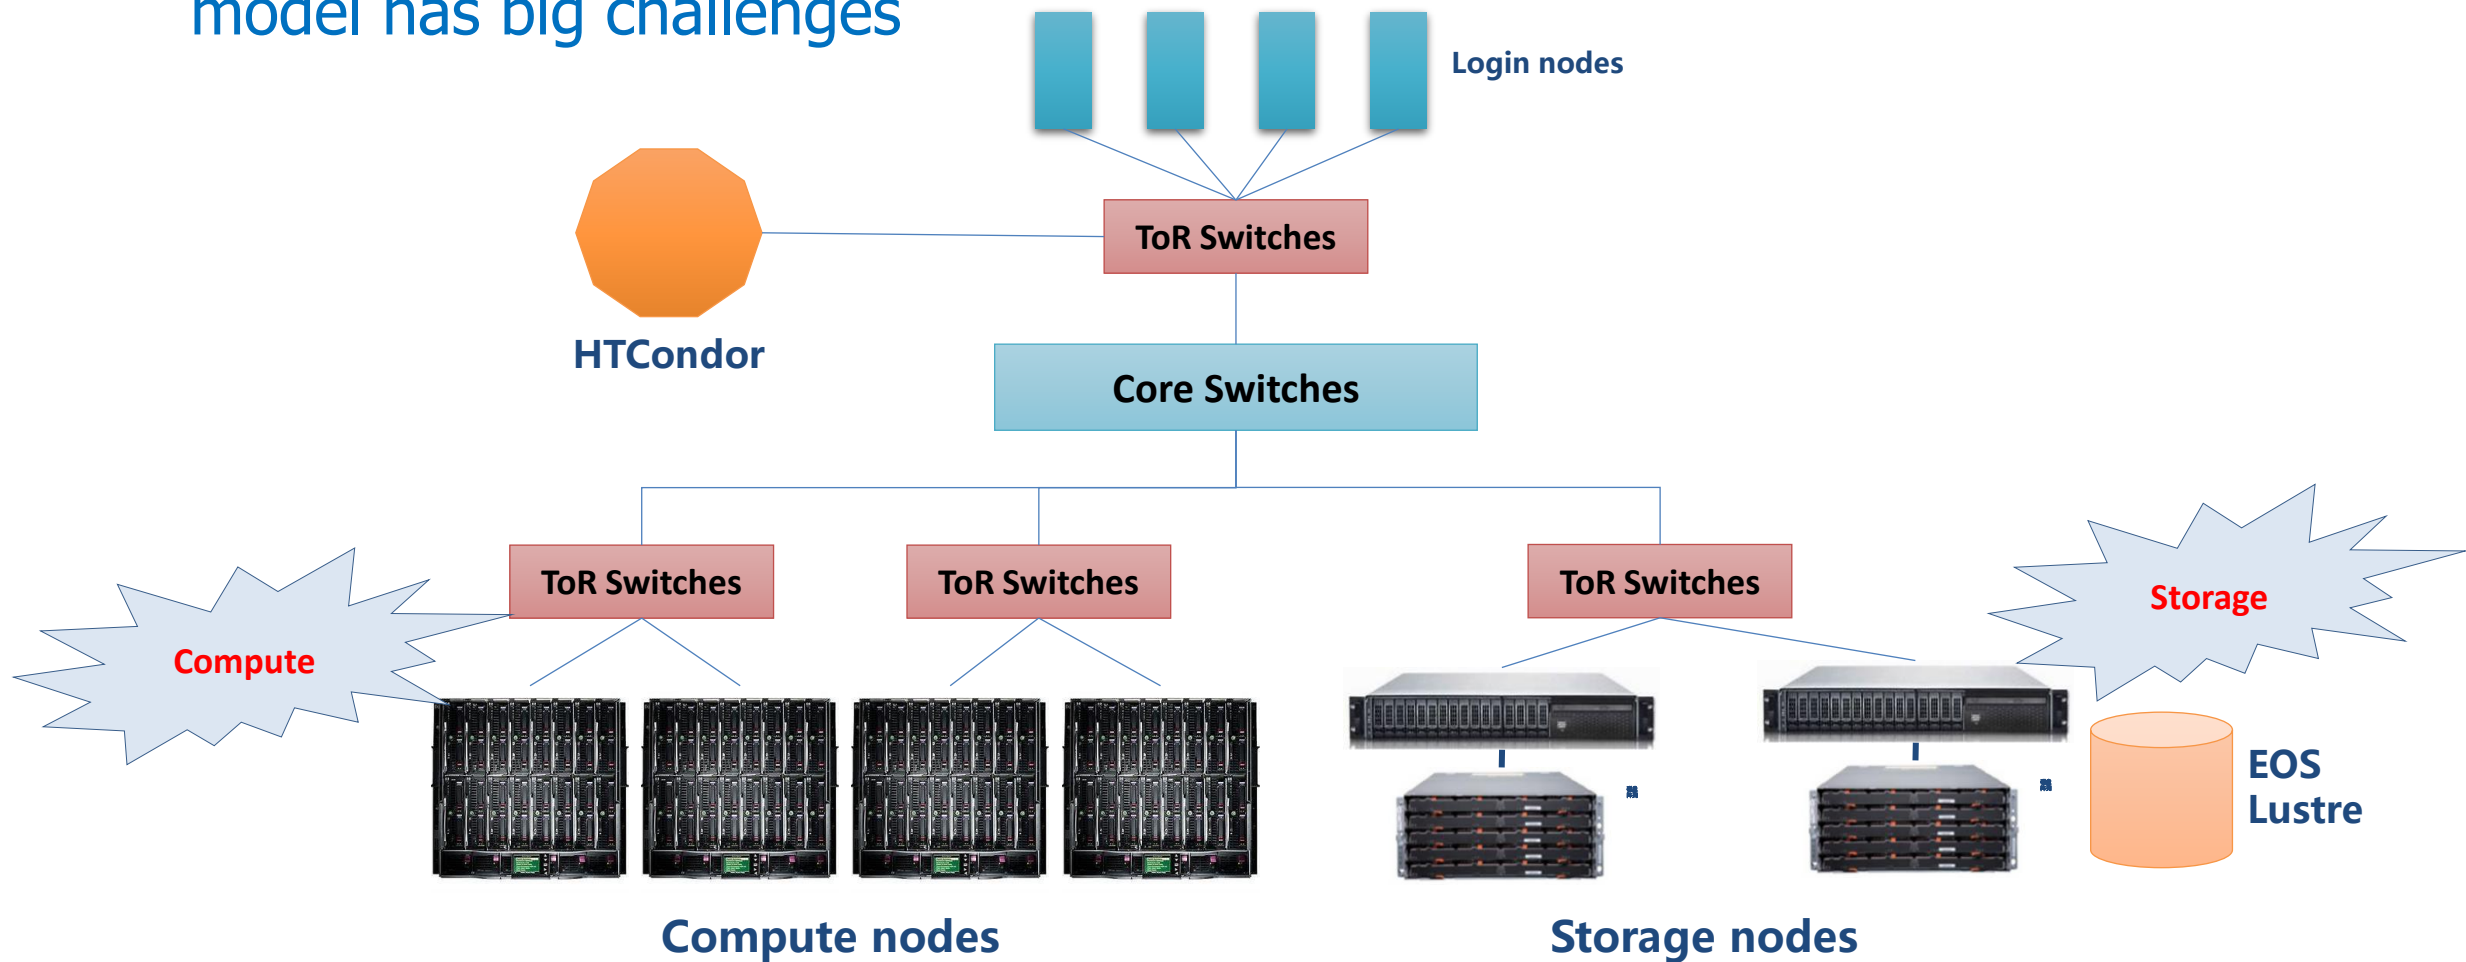 model has big challenges
Login nodes
ToR Switches
HTCondor
Core Switches
ToR Switches
ToR Switches
ToR Switches
Compute
Storage
EOS
Lustre
Compute nodes
Storage nodes